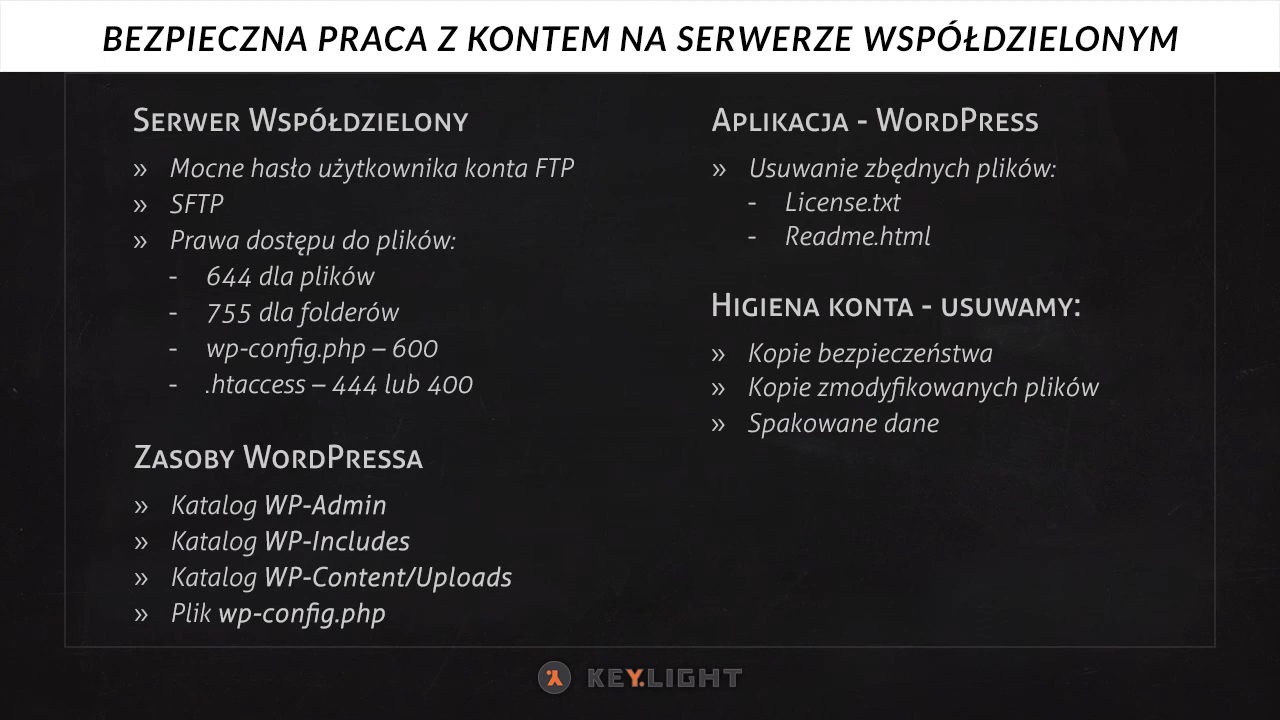 BEZPIECZNA PRACA Z KONTEM NA SERWERZE WSPÓŁDZIELONYM
Serwer Współdzielony
» Mocne hasło użytkownika konta FTP
» SFTP
» Prawa dostępu do plików:
- 644 dla plików
- 755 dla folderów
- wp-config.php – 600
- .htaccess – 444 lub 400
Zasoby WordPressa
» Katalog WP-Admin
» Katalog WP-Includes
» Katalog WP-Content/Uploads
» Plik wp-config.php
Aplikacja - WordPress
» Usuwanie zbędnych plików:
- License.txt
- Readme.html
Higiena konta - usuwamy:
» Kopie bezpieczeństwa
» Kopie zmodyfikowanych plików
» Spakowane dane
KEY.LIGHT